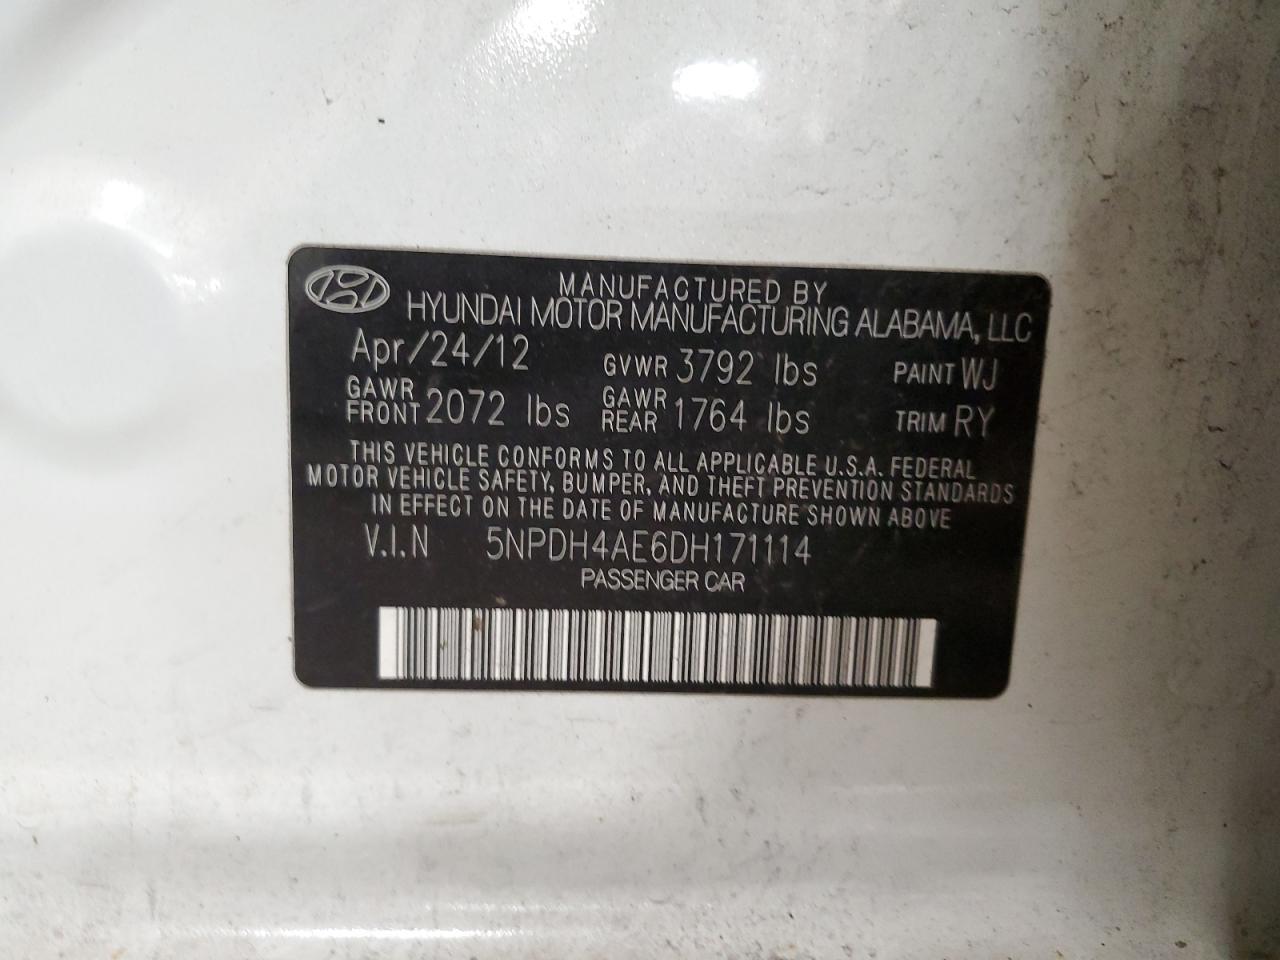 MANUFACTURED BY
HYUNDAI MOTOR MANUFACTURING ALABAMA, LLC
Apr/24/12 GVWR 3792 lbs PAINT WJ
GAWR FRONT 2072 lbs GAWR REAR 1764 lbs TRIM RY
THIS VEHICLE CONFORMS TO ALL APPLICABLE U.S.A. FEDERAL
MOTOR VEHICLE SAFETY, BUMPER, AND THEFT PREVENTION STANDARDS
IN EFFECT ON THE DATE OF MANUFACTURE SHOWN ABOVE
V.I.N 5NPDH4AE6DH171114
PASSENGER CAR